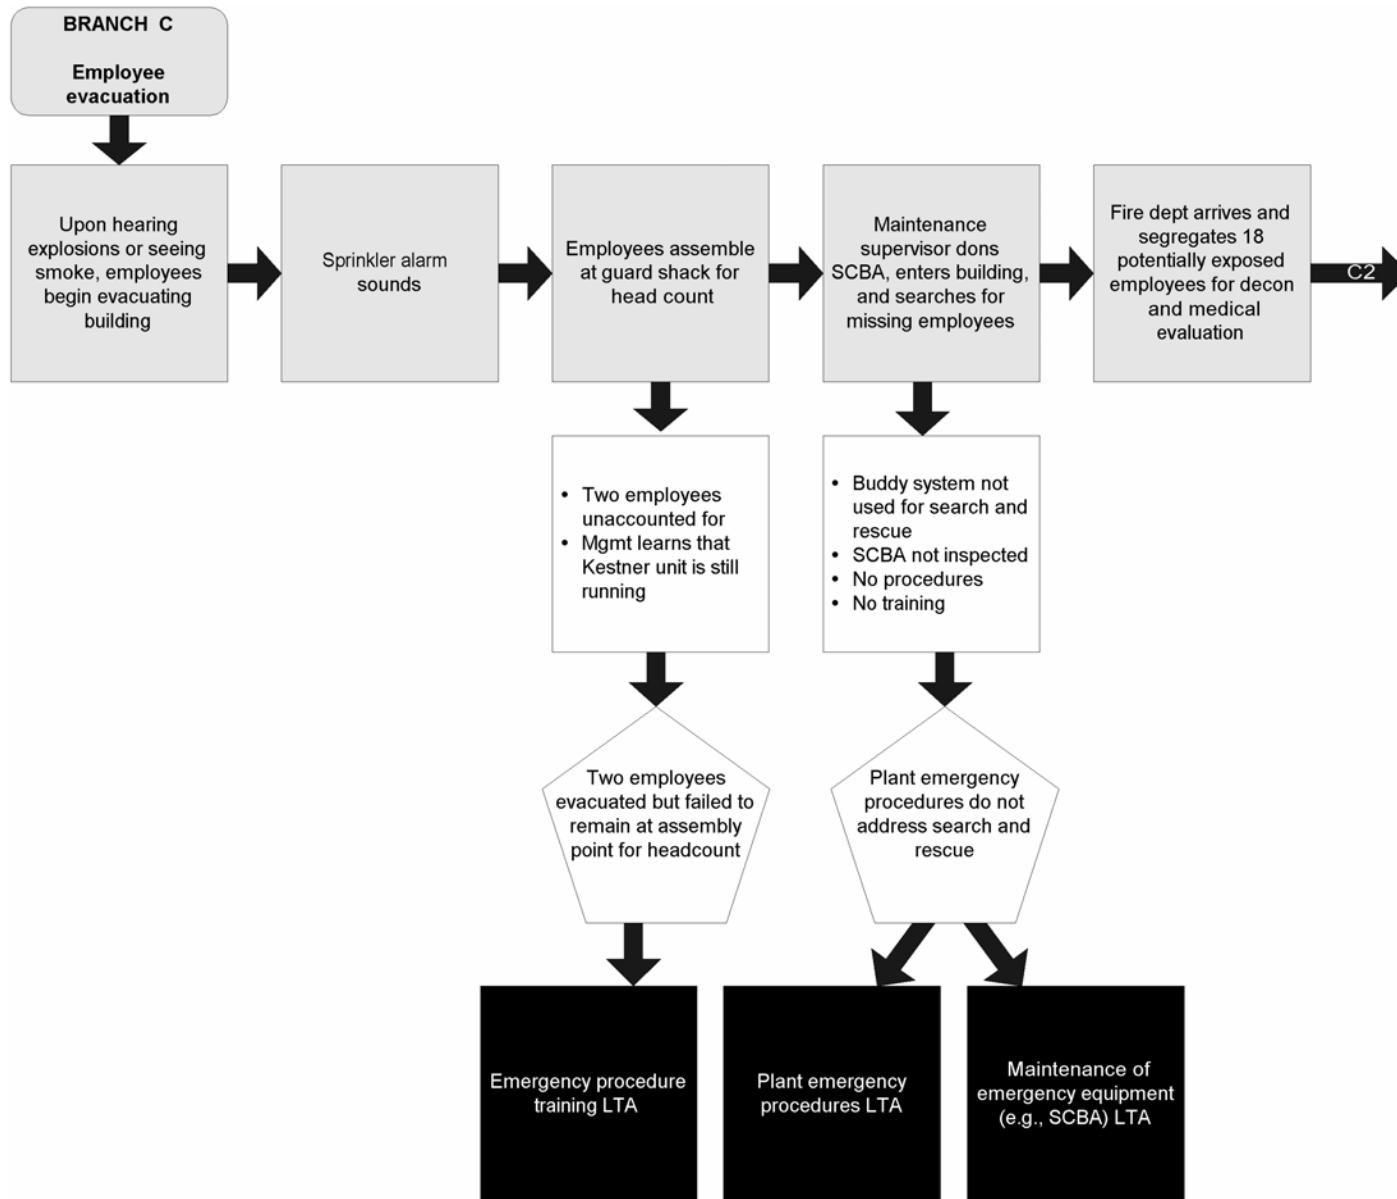 BRANCH C
Employee
evacuation
Upon hearing
explosions or seeing
smoke, employees
begin evacuating
building
Sprinkler alarm
sounds
Employees assemble
at guard shack for
head count
Maintenance
supervisor dons
SCBA, enters building,
and searches for
missing employees
Fire dept arrives and
segregates 18
potentially exposed
employees for decon
and medical
evaluation
C2
• Two employees
unaccounted for
• Mgmt learns that
Kestner unit is still
running
• Buddy system not
used for search and
rescue
• SCBA not inspected
• No procedures
• No training
Two employees
evacuated but failed to
remain at assembly
point for headcount
Plant emergency
procedures do not
address search and
rescue
Emergency procedure
training LTA
Plant emergency
procedures LTA
Maintenance of
emergency equipment
(e.g., SCBA) LTA